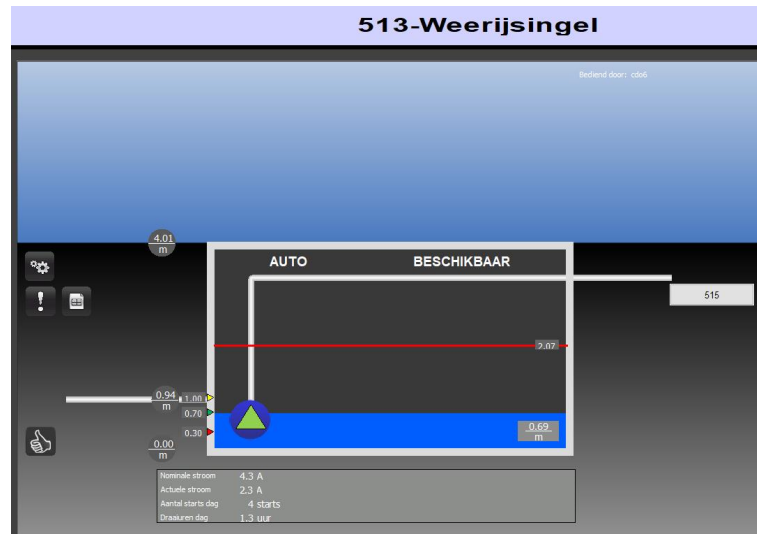 513-Weerijsingel
Bediend door: cdo6
4.01
m
AUTO BESCHIKBAAR
515
2.07
0.94
m
1.00
0.70
0.30
0.69
m
0.00
m
Nominale stroom 4.3 A
Actuele stroom 2.3 A
Aantal starts dag 4 starts
Draaiuren dag 1.3 uur